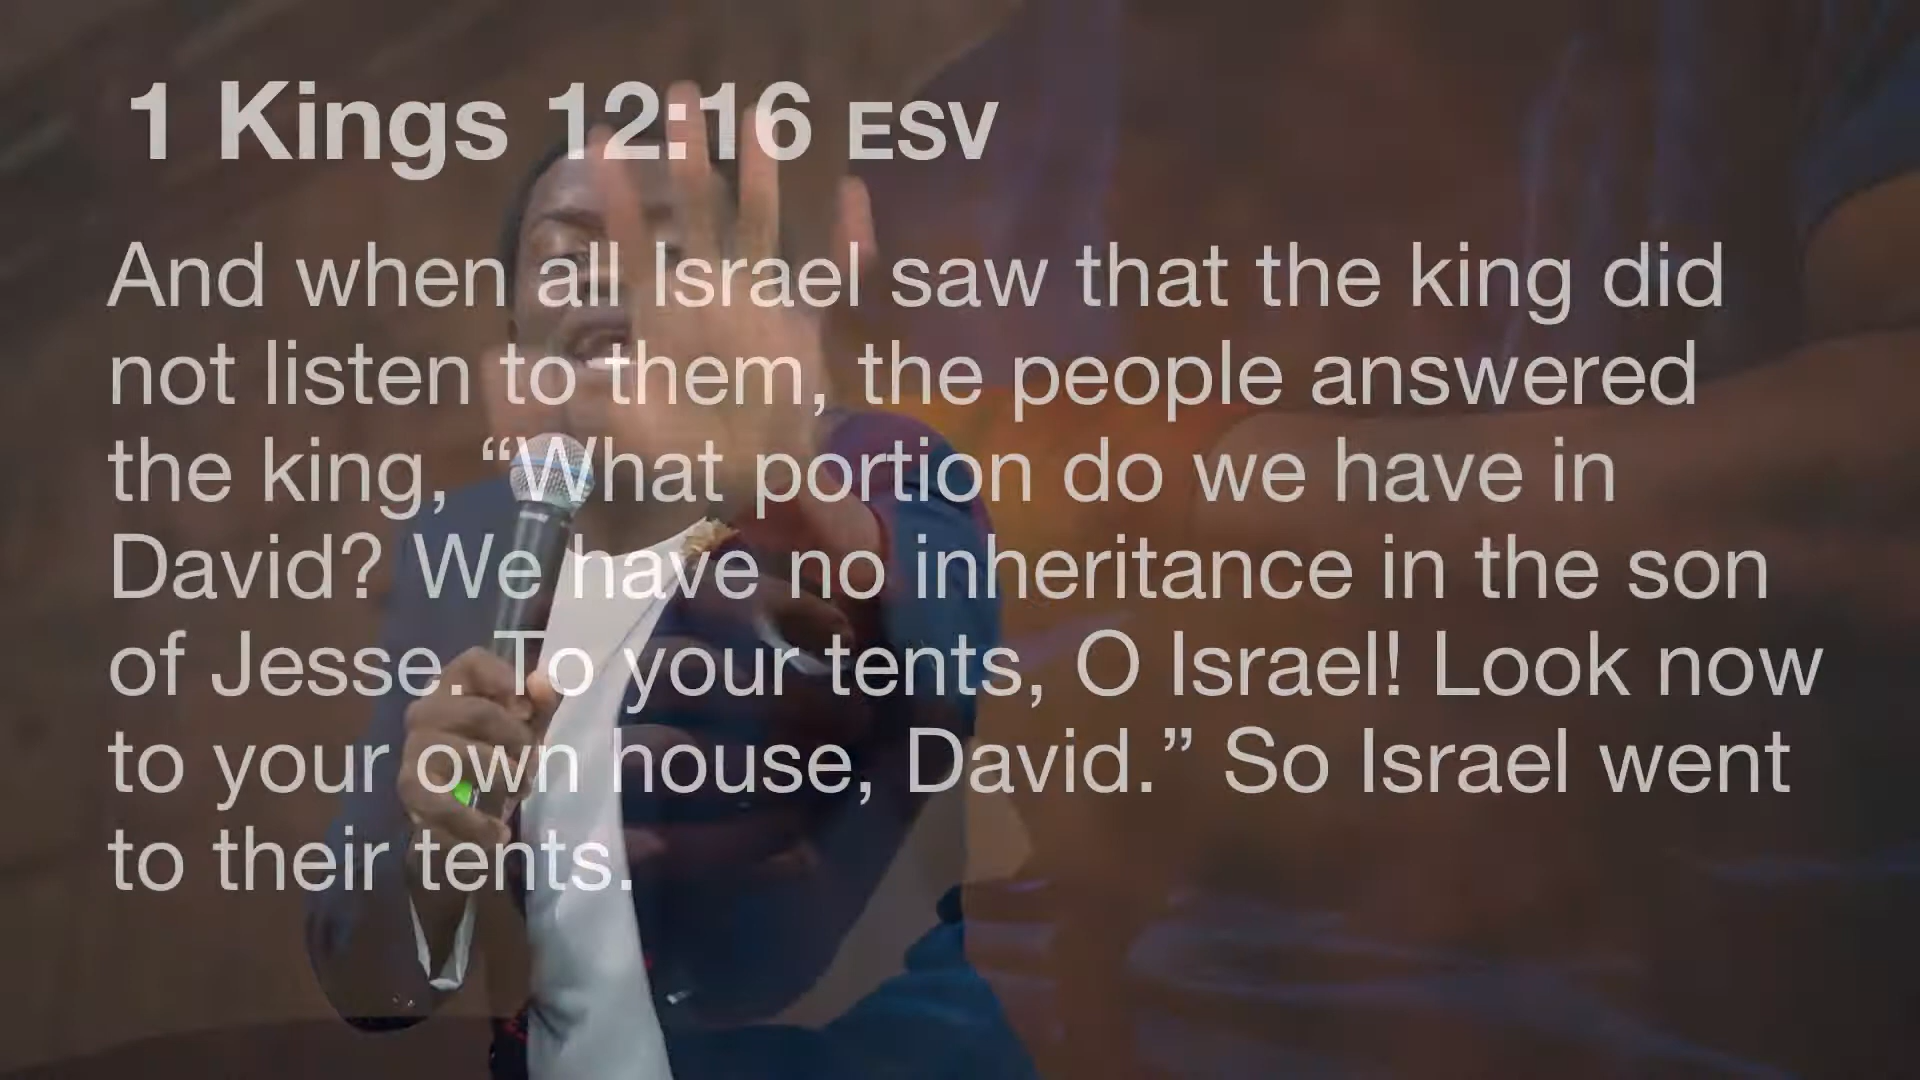 1 Kings 12:16 ESV
And when all Israel saw that the king did
not listen to them, the people answered
the king, “What portion do we have in
David? We have no inheritance in the son
of Jesse. To your tents, O Israel! Look now
to your own house, David.” So Israel went
to their tents.